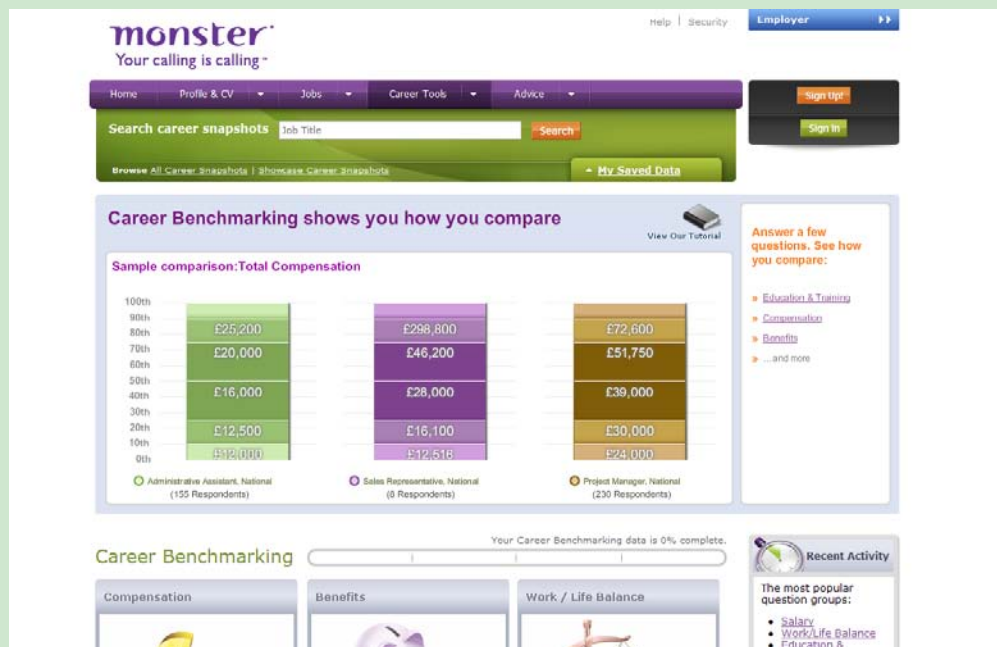 Help | Security
Employer
monster
Your calling is calling
Home Profile & CV Jobs Career Tools Advice
Sign Up!
Search career snapshots Job Title Search
Sign In
Browse All Career Snapshots | Showcase Career Snapshots
My Saved Data
Career Benchmarking shows you how you compare
View Our Tutorial
Sample comparison:Total Compensation
100th
90th
80th
70th
60th
50th
40th
30th
20th
10th
0th
£25,200
£20,000
£16,000
£12,500
£12,000
Administrative Assistant, National
(155 Respondents)
£298,800
£46,200
£28,000
£16,100
£12,516
Sales Representative, National
(8 Respondents)
£72,600
£51,750
£39,000
£30,000
£24,000
Project Manager, National
(230 Respondents)
Answer a few
questions. See how
you compare:
» Education & Training
» Compensation
» Benefits
» ...and more
Your Career Benchmarking data is 0% complete.
Career Benchmarking
Compensation
Benefits
Work / Life Balance
Recent Activity
The most popular
question groups:
• Salary
• Work/Life Balance
• Education &